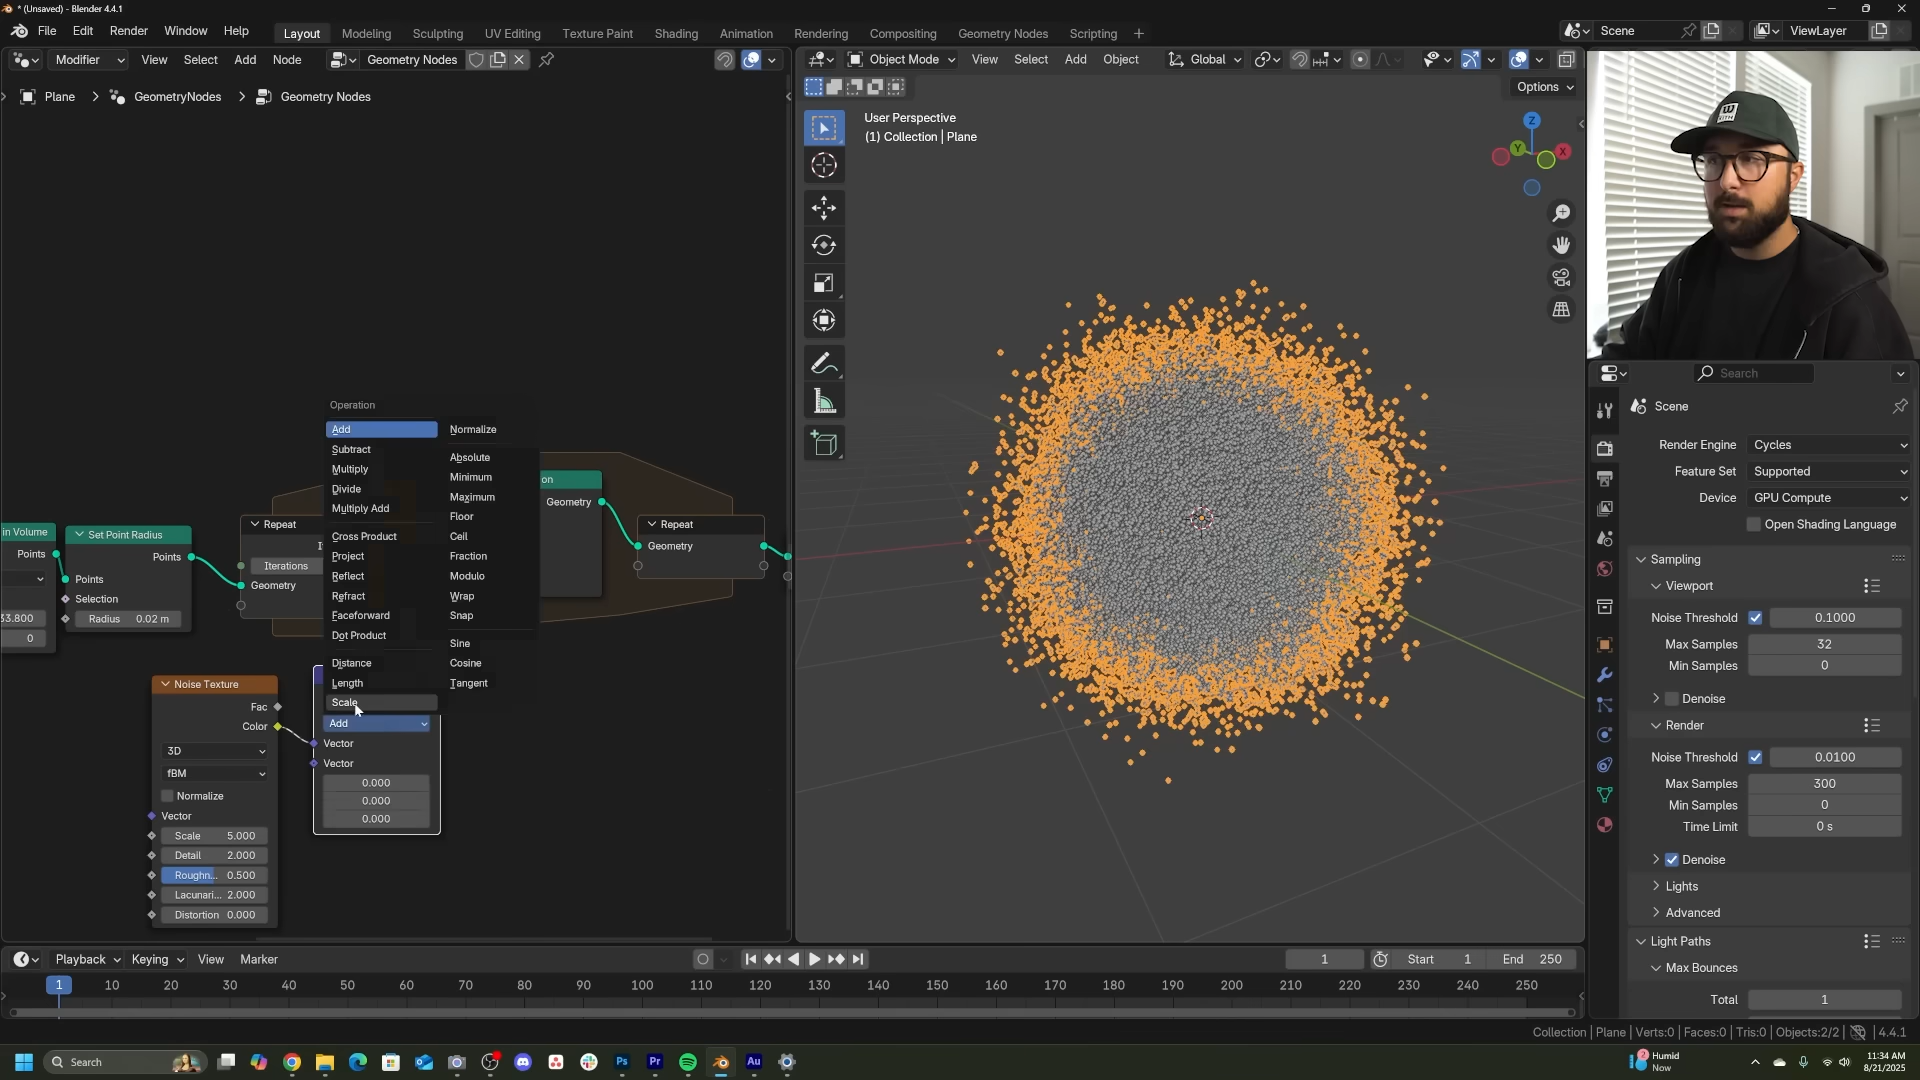 * (Unsaved) - Blender 4.4.1
File Edit Render Window Help
Layout Modeling Sculpting UV Editing Texture Paint Shading Animation Rendering Compositing Geometry Nodes Scripting +
Scene
ViewLayer
Modifier View Select Add Node Geometry Nodes
Object Mode View Select Add Object Global
Options
Plane > GeometryNodes > Geometry Nodes
User Perspective
(1) Collection | Plane
Z
Y
X
Operation
Add
Subtract
Multiply
Divide
Multiply Add
Cross Product
Project
Reflect
Refract
Faceforward
Dot Product
Distance
Length
Scale
Normalize
Absolute
Minimum
Maximum
Floor
Ceil
Fraction
Modulo
Wrap
Snap
Sine
Cosine
Tangent
in Volume
Points
33.800
0
Set Point Radius
Points
Points
Selection
Radius 0.02 m
Repeat
Iterations
Geometry
on
Geometry
Repeat
Geometry
Noise Texture
Fac
Color
3D
fBM
Normalize
Vector
Scale 5.000
Detail 2.000
Roughn... 0.500
Lacunari... 2.000
Distortion 0.000
Add
Vector
Vector
0.000
0.000
0.000
Search
Scene
Render Engine Cycles
Feature Set Supported
Device GPU Compute
Open Shading Language
Sampling
Viewport
Noise Threshold 0.1000
Max Samples 32
Min Samples 0
Denoise
Render
Noise Threshold 0.0100
Max Samples 300
Min Samples 0
Time Limit 0 s
Denoise
Lights
Advanced
Light Paths
Max Bounces
Total 1
Playback Keying View Marker
1 Start 1 End 250
1 10 20 30 40 50 60 70 80 90 100 110 120 130 140 150 160 170 180 190 200 210 220 230 240 250
Collection | Plane | Verts:0 | Faces:0 | Tris:0 | Objects:2/2 | 4.4.1
Search
Ps
Pr
Au
2
Humid
Now
11:34 AM
8/21/2025